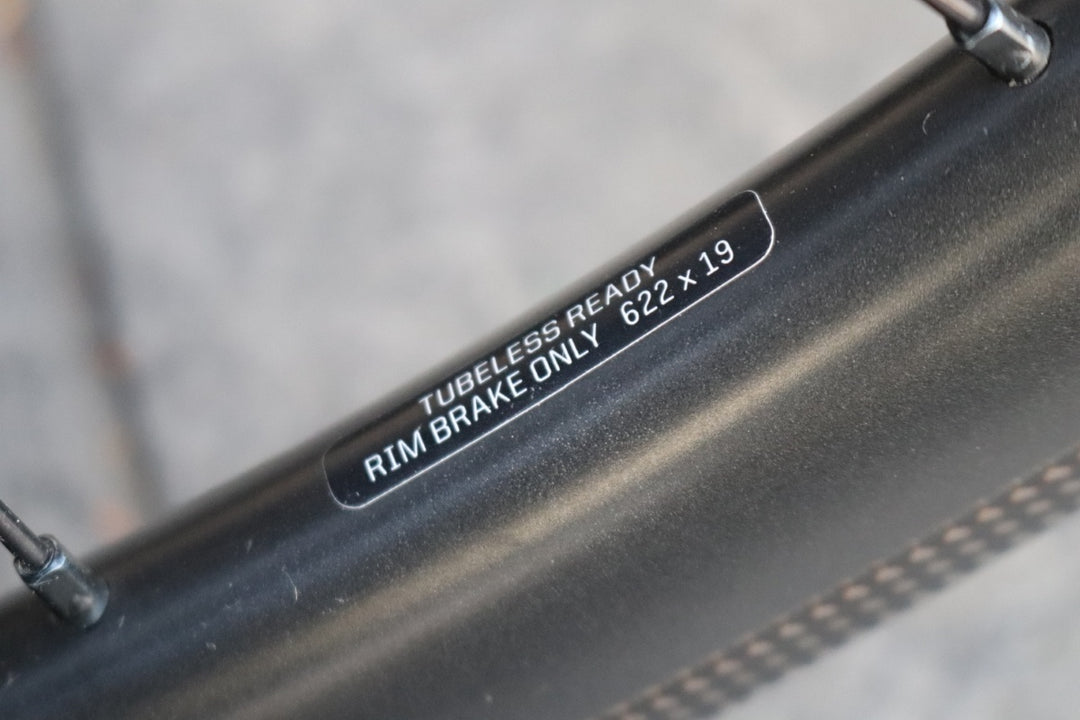 TUBELESS READY
RIM BRAKE ONLY 622 x 19